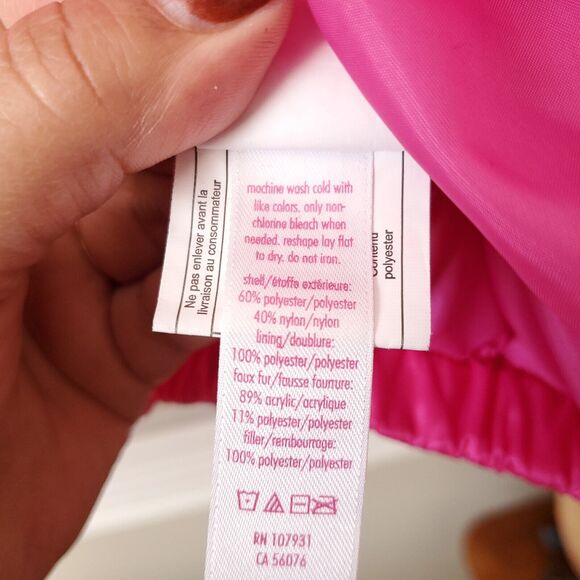 machine wash cold with
like colors. only non-
chlorine bleach when
needed. reshape lay flat
to dry. do not iron.
shell/étoffe extérieure:
60% polyester/polyester
40% nylon/nylon
lining/doublure:
100% polyester/polyester
faux fur/fausse fourrure:
89% acrylic/acrylique
11% polyester/polyester
filler/rembourrage:
100% polyester/polyester
RN 107931
CA 56076
Ne pas enlever avant la
livraison au consommateur
Contenu
polyester